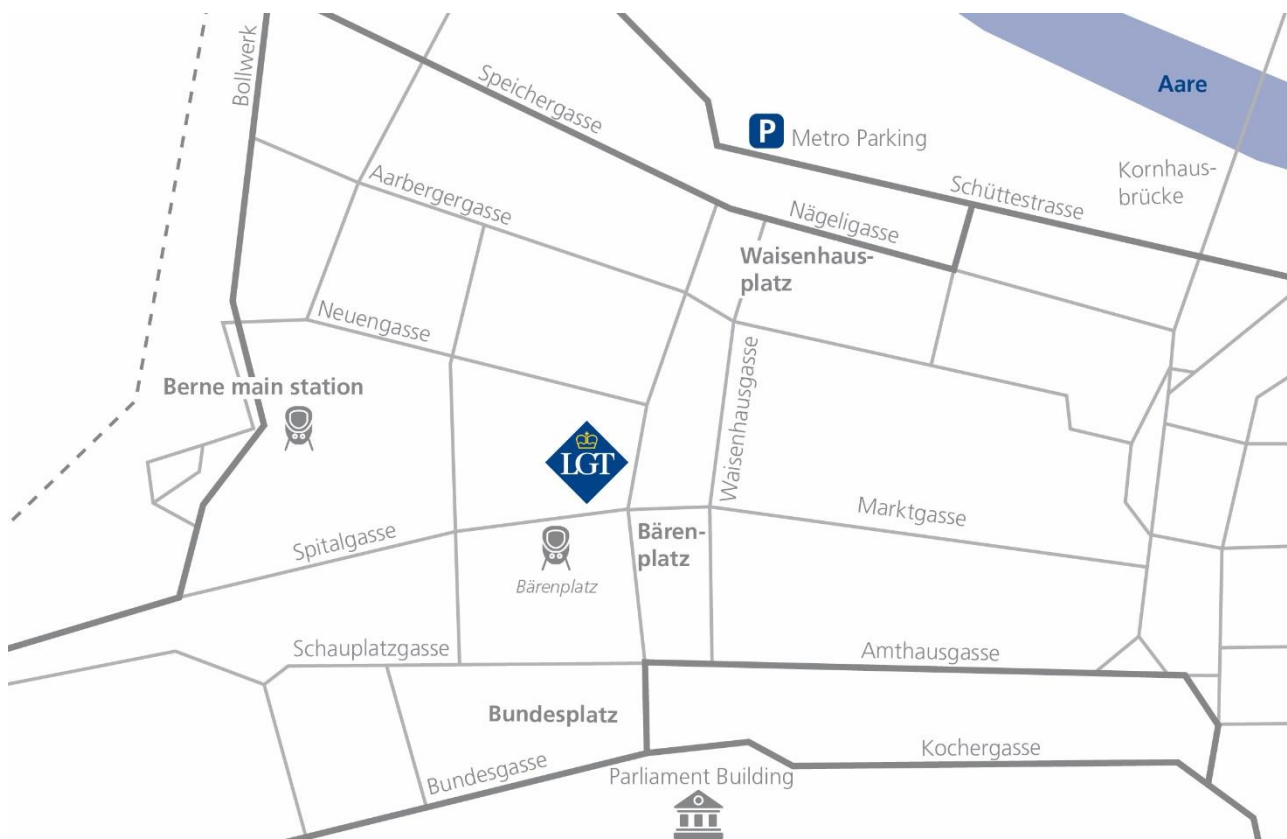 Bollwerk
Speichergasse
Aare
P
Metro Parking
Kornhaus-
brücke
Aarbergergasse
Schüttestrasse
Nägeligasse
Waisenhaus-
platz
Neuengasse
Waisenhausgasse
Berne main station
LGT
Marktgasse
Spitalgasse
Bären-
platz
Bärenplatz
Schauplatzgasse
Amthausgasse
Bundesplatz
Kochergasse
Bundesgasse
Parliament Building